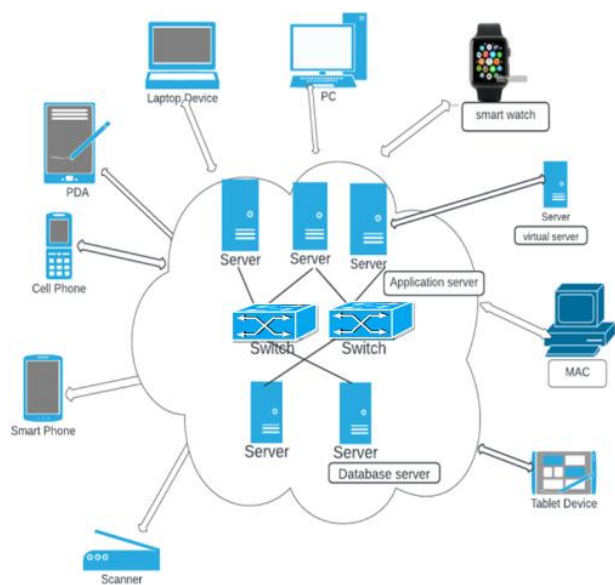 Laptop Device
PC
smart watch
PDA
Server
virtual server
Cell Phone
Server
Server
Server
Application server
Switch
Switch
MAC
Smart Phone
Server
Server
Database server
Tablet Device
Scanner